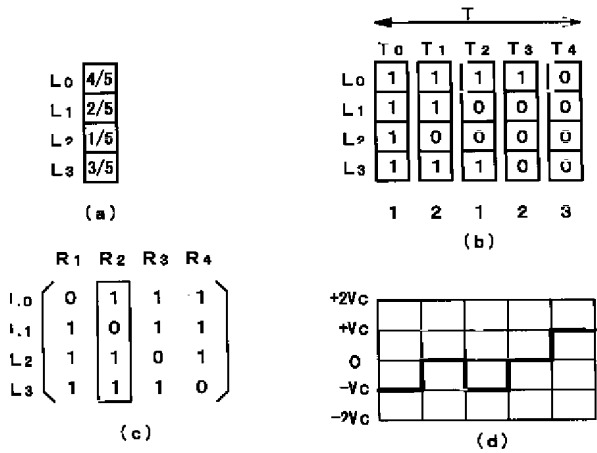 L0 4/5
L1 2/5
L2 1/5
L3 3/5
(a)
T
T0 T1 T2 T3 T4
L0 1 1 1 1 0
L1 1 1 0 0 0
L2 1 0 0 0 0
L3 1 1 1 0 0
1 2 1 2 3
(b)
R1 R2 R3 R4
L0 0 1 1 1
L1 1 0 1 1
L2 1 1 0 1
L3 1 1 1 0
(c)
+2Vc
+Vc
0
-Vc
-2Vc
(d)